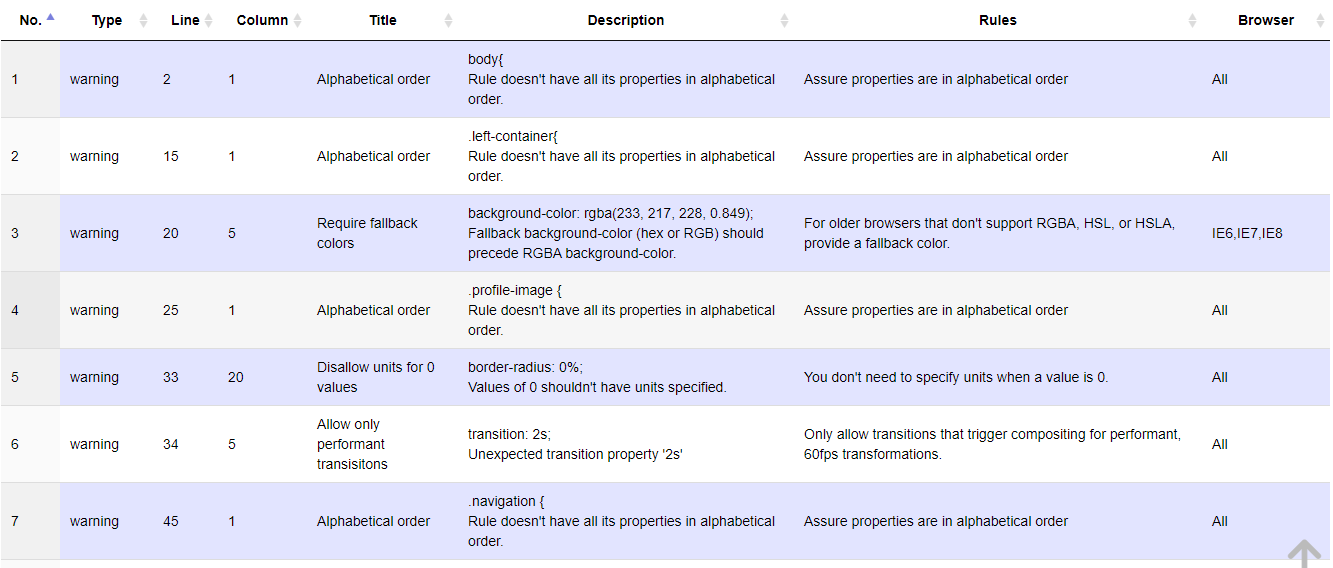 No. Type Line Column Title Description Rules Browser
1 warning 2 1 Alphabetical order body{ Assure properties are in alphabetical order All
Rule doesn't have all its properties in alphabetical
order.
2 warning 15 1 Alphabetical order .left-container{ Assure properties are in alphabetical order All
Rule doesn't have all its properties in alphabetical
order.
3 warning 20 5 Require fallback background-color: rgba(233, 217, 228, 0.849); For older browsers that don't support RGBA, HSL, or HSLA, IE6,IE7,IE8
colors Fallback background-color (hex or RGB) should provide a fallback color.
precede RGBA background-color.
4 warning 25 1 Alphabetical order .profile-image { Assure properties are in alphabetical order All
Rule doesn't have all its properties in alphabetical
order.
5 warning 33 20 Disallow units for 0 border-radius: 0%; You don't need to specify units when a value is 0. All
values Values of 0 shouldn't have units specified.
6 warning 34 5 Allow only transition: 2s; Only allow transitions that trigger compositing for performant, All
performant Unexpected transition property '2s' 60fps transformations.
transisitons
7 warning 45 1 Alphabetical order .navigation { Assure properties are in alphabetical order All
Rule doesn't have all its properties in alphabetical
order.